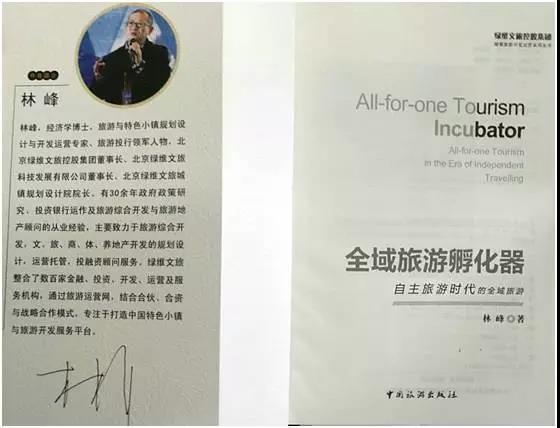 林 峰
林峰，经济学博士，旅游与特色小镇规划设
计与开发运营专家、旅游投行领军人物，北
京绿维文旅控股集团董事长、北京绿维文旅
科技发展有限公司董事长、北京绿维文旅城
镇规划设计院院长。有30余年政府政策研
究、投资银行运作及旅游综合开发与旅游地
产顾问的从业经验，主要致力于旅游综合开
发，文、旅、商、体、养地产开发的规划设
计，运营托管，投融资顾问服务。绿维文旅
整合了数百家金融、投资、开发、运营及服
务机构，通过旅游运营网，结合合伙、合资
与战略合作模式，专注于打造中国特色小镇
与旅游开发服务平台。
绿维文旅控股集团
All-for-one Tourism
Incubator
All-for-one Tourism
in the Era of Independent
Travelling
全域旅游孵化器
自主旅游时代的全域旅游
林 峰 ◎ 著
中国旅游出版社